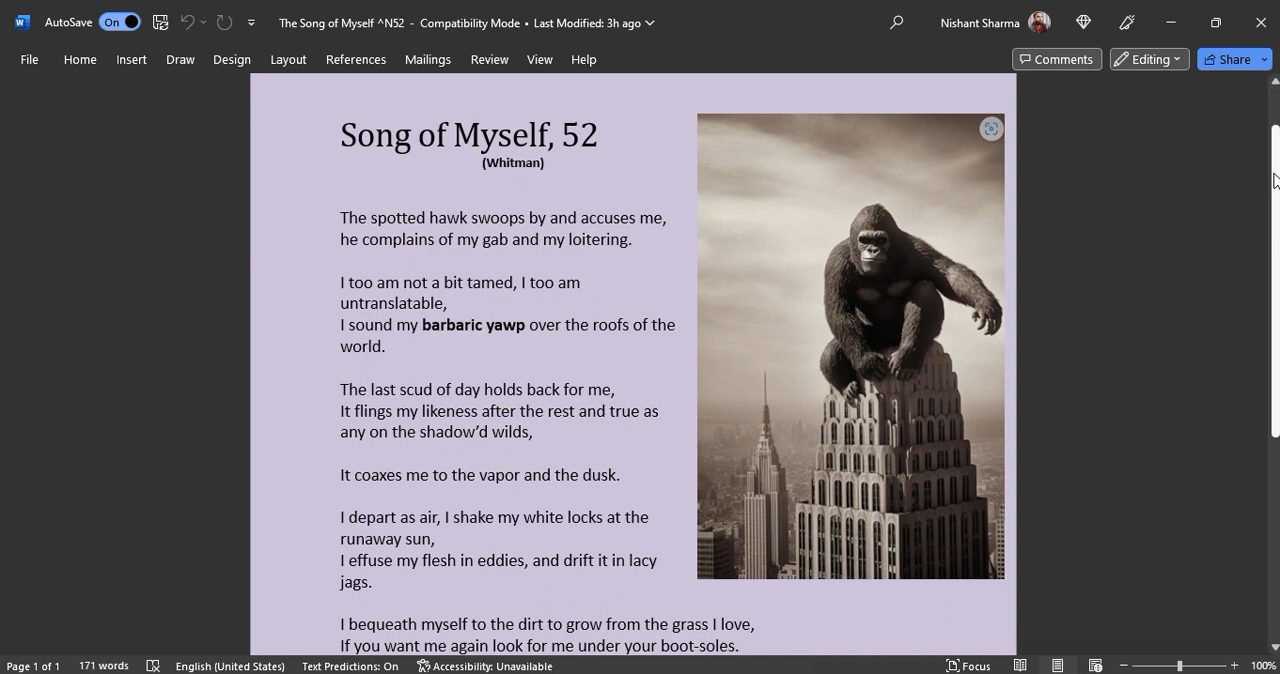 AutoSave On The Song of Myself ^N52 - Compatibility Mode • Last Modified: 3h ago Nishant Sharma
File Home Insert Draw Design Layout References Mailings Review View Help Comments Editing Share
Song of Myself, 52
(Whitman)
The spotted hawk swoops by and accuses me,
he complains of my gab and my loitering.
I too am not a bit tamed, I too am
untranslatable,
I sound my barbaric yawp over the roofs of the
world.
The last scud of day holds back for me,
It flings my likeness after the rest and true as
any on the shadow’d wilds,
It coaxes me to the vapor and the dusk.
I depart as air, I shake my white locks at the
runaway sun,
I effuse my flesh in eddies, and drift it in lacy
jags.
I bequeath myself to the dirt to grow from the grass I love,
If you want me again look for me under your boot-soles.
Page 1 of 1 171 words English (United States) Text Predictions: On Accessibility: Unavailable Focus 100%